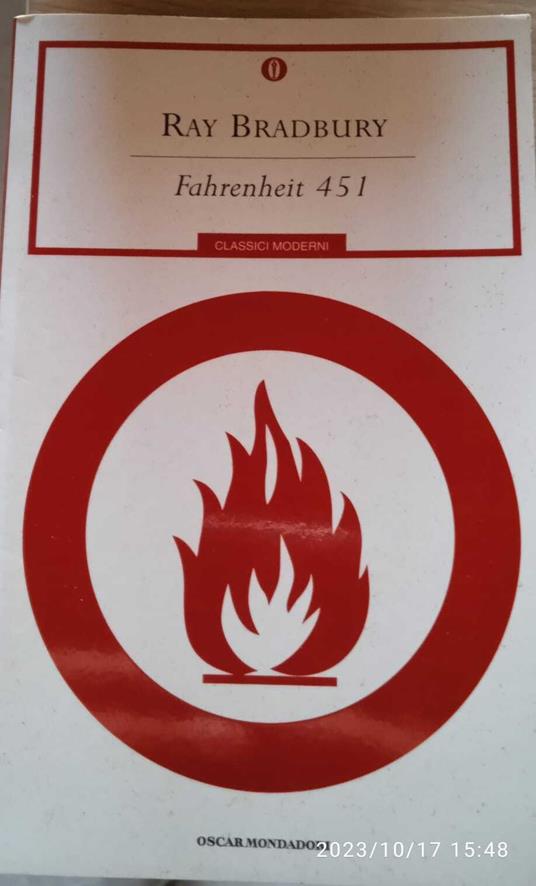 RAY BRADBURY
Fahrenheit 451
CLASSICI MODERNI
OSCAR MONDADORI
2023/10/17 15:48